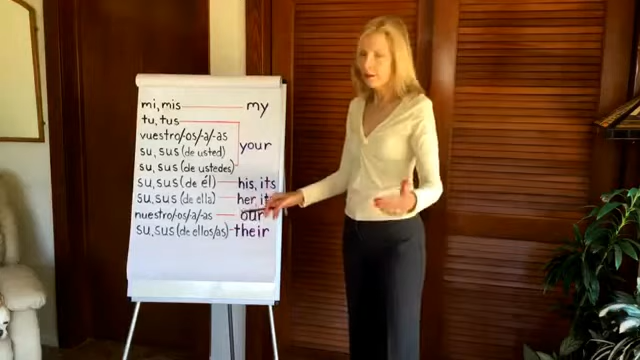 mi, mis my
tu, tus
vuestro/-os/-a/-as
your
su, sus (de usted)
su, sus (de ustedes)
su, sus (de él) his, its
su, sus (de ella) her, it
nuestro/-os/-a/-as our
su, sus (de ellos/as) their